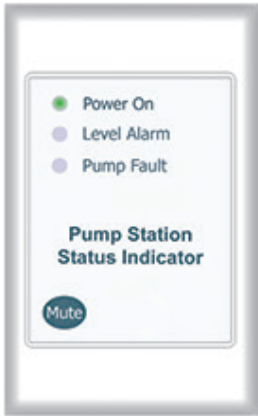 Power On
Level Alarm
Pump Fault
Pump Station
Status Indicator
Mute